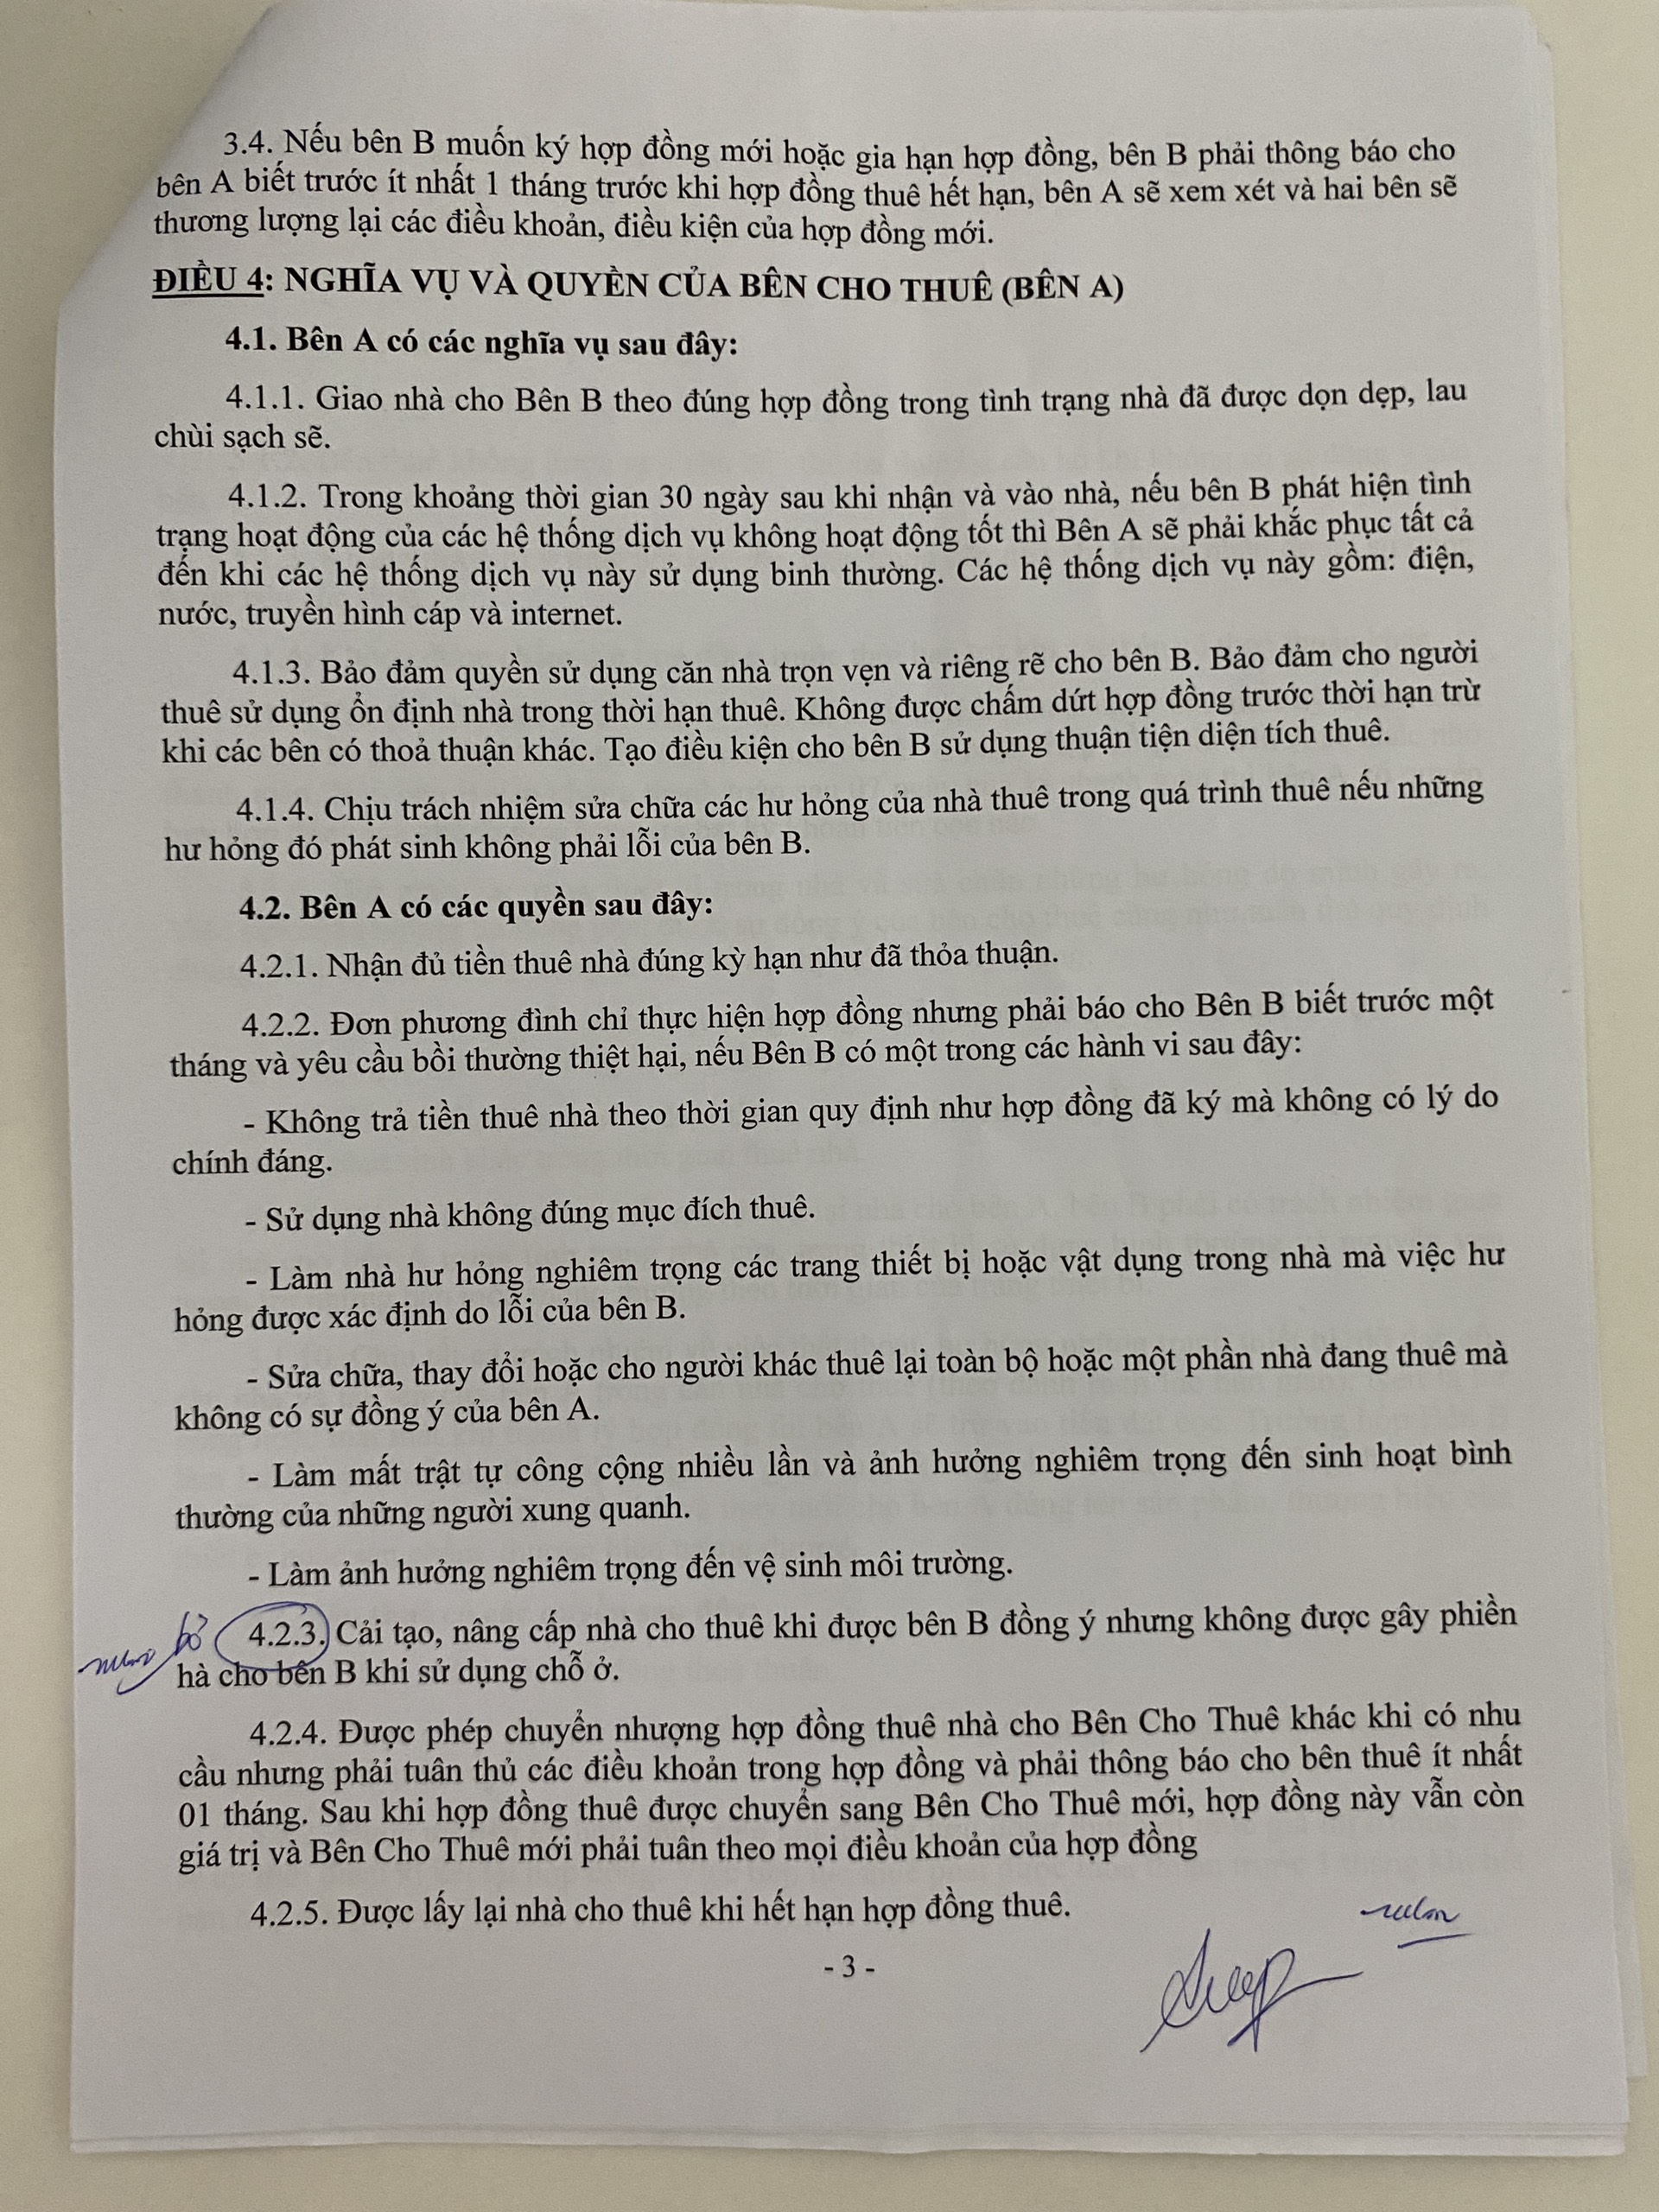 3.4. Nếu bên B muốn ký hợp đồng mới hoặc gia hạn hợp đồng, bên B phải thông báo cho
bên A biết trước ít nhất 1 tháng trước khi hợp đồng thuê hết hạn, bên A sẽ xem xét và hai bên sẽ
thương lượng lại các điều khoản, điều kiện của hợp đồng mới.
ĐIỀU 4: NGHĨA VỤ VÀ QUYỀN CỦA BÊN CHO THUÊ (BÊN A)
4.1. Bên A có các nghĩa vụ sau đây:
4.1.1. Giao nhà cho Bên B theo đúng hợp đồng trong tình trạng nhà đã được dọn dẹp, lau
chùi sạch sẽ.
4.1.2. Trong khoảng thời gian 30 ngày sau khi nhận và vào nhà, nếu bên B phát hiện tình
trạng hoạt động của các hệ thống dịch vụ không hoạt động tốt thì Bên A sẽ phải khắc phục tất cả
đến khi các hệ thống dịch vụ này sử dụng binh thường. Các hệ thống dịch vụ này gồm: điện,
nước, truyền hình cáp và internet.
4.1.3. Bảo đảm quyền sử dụng căn nhà trọn vẹn và riêng rẽ cho bên B. Bảo đảm cho người
thuê sử dụng ổn định nhà trong thời hạn thuê. Không được chấm dứt hợp đồng trước thời hạn trừ
khi các bên có thoả thuận khác. Tạo điều kiện cho bên B sử dụng thuận tiện diện tích thuê.
4.1.4. Chịu trách nhiệm sửa chữa các hư hỏng của nhà thuê trong quá trình thuê nếu những
hư hỏng đó phát sinh không phải lỗi của bên B.
4.2. Bên A có các quyền sau đây:
4.2.1. Nhận đủ tiền thuê nhà đúng kỳ hạn như đã thỏa thuận.
4.2.2. Đơn phương đình chỉ thực hiện hợp đồng nhưng phải báo cho Bên B biết trước một
tháng và yêu cầu bồi thường thiệt hại, nếu Bên B có một trong các hành vi sau đây:
- Không trả tiền thuê nhà theo thời gian quy định như hợp đồng đã ký mà không có lý do
chính đáng.
- Sử dụng nhà không đúng mục đích thuê.
- Làm nhà hư hỏng nghiêm trọng các trang thiết bị hoặc vật dụng trong nhà mà việc hư
hỏng được xác định do lỗi của bên B.
- Sửa chữa, thay đổi hoặc cho người khác thuê lại toàn bộ hoặc một phần nhà đang thuê mà
không có sự đồng ý của bên A.
- Làm mất trật tự công cộng nhiều lần và ảnh hưởng nghiêm trọng đến sinh hoạt bình
thường của những người xung quanh.
- Làm ảnh hưởng nghiêm trọng đến vệ sinh môi trường.
bỏ 4.2.3. Cải tạo, nâng cấp nhà cho thuê khi được bên B đồng ý nhưng không được gây phiền
hà cho bên B khi sử dụng chỗ ở.
4.2.4. Được phép chuyển nhượng hợp đồng thuê nhà cho Bên Cho Thuê khác khi có nhu
cầu nhưng phải tuân thủ các điều khoản trong hợp đồng và phải thông báo cho bên thuê ít nhất
01 tháng. Sau khi hợp đồng thuê được chuyển sang Bên Cho Thuê mới, hợp đồng này vẫn còn
giá trị và Bên Cho Thuê mới phải tuân theo mọi điều khoản của hợp đồng
4.2.5. Được lấy lại nhà cho thuê khi hết hạn hợp đồng thuê.
- 3 -